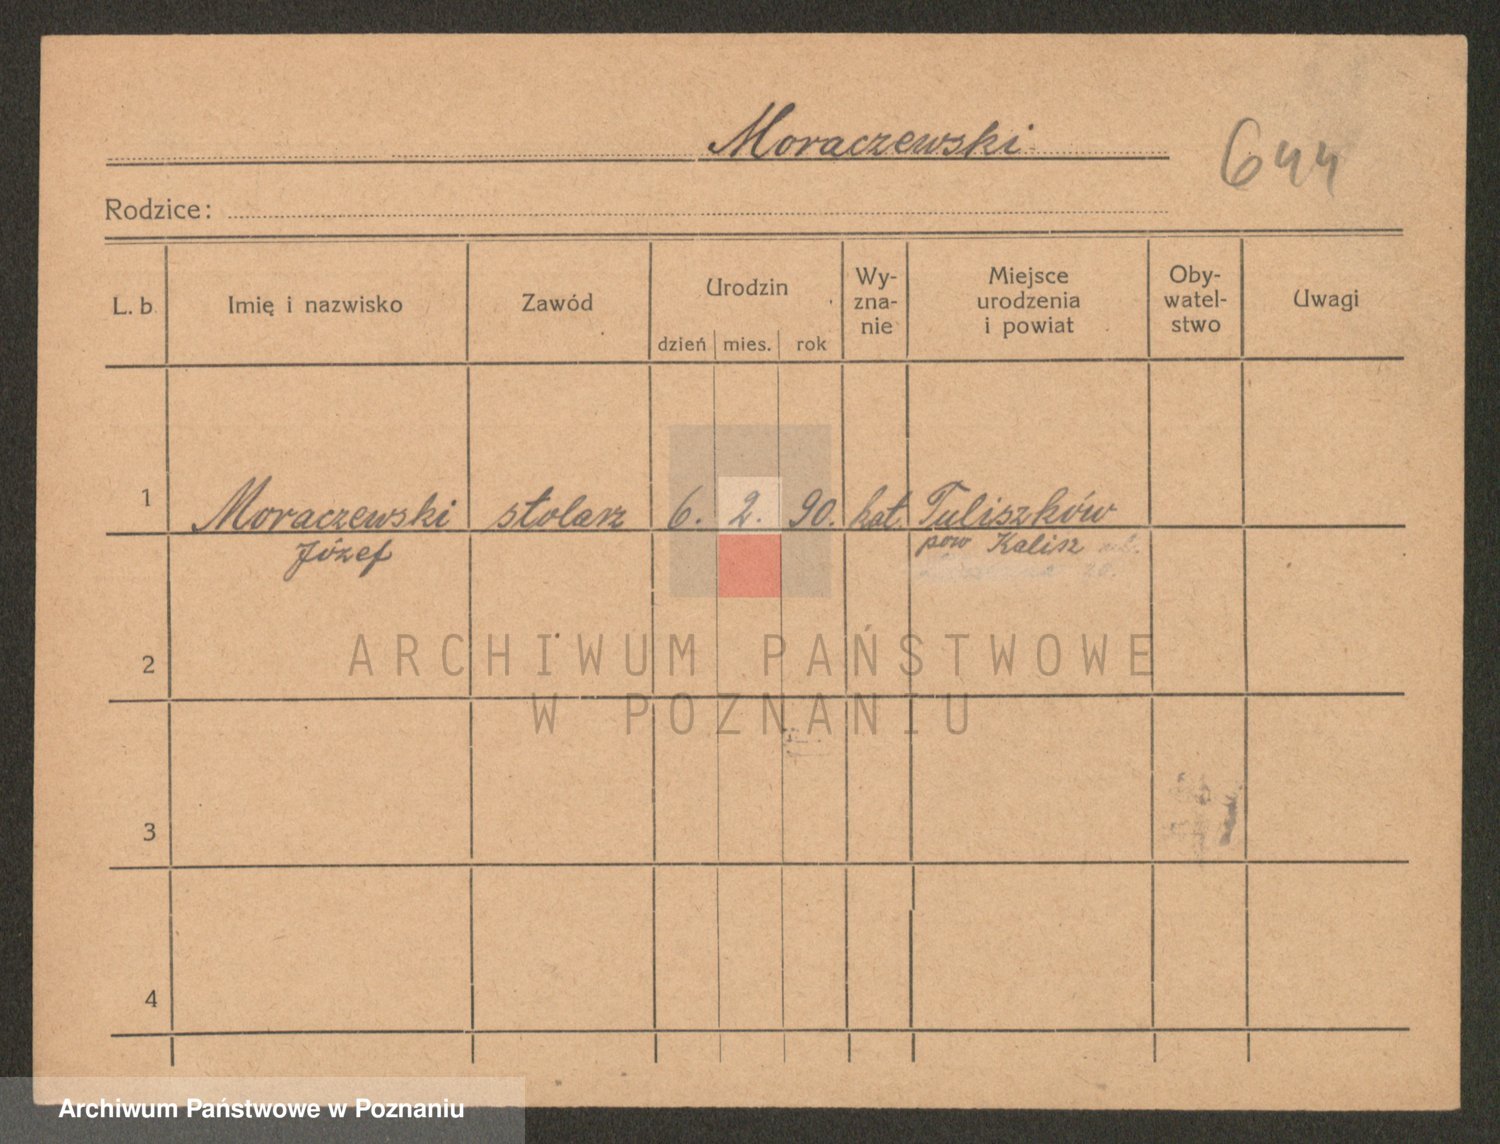 Moraczewski
644
Rodzice:
L. b.
Imię i nazwisko
Zawód
Urodzin
dzień mies. rok
Wy-
zna-
nie
Miejsce
urodzenia
i powiat
Oby-
watel-
stwo
Uwagi
1 Moraczewski stolarz 6. 2. 90. kat. Tuliszków
Józef pow Kalisz
2
ARCHIWUM PAŃSTWOWE
W POZNANIU
3
4
Archiwum Państwowe w Poznaniu